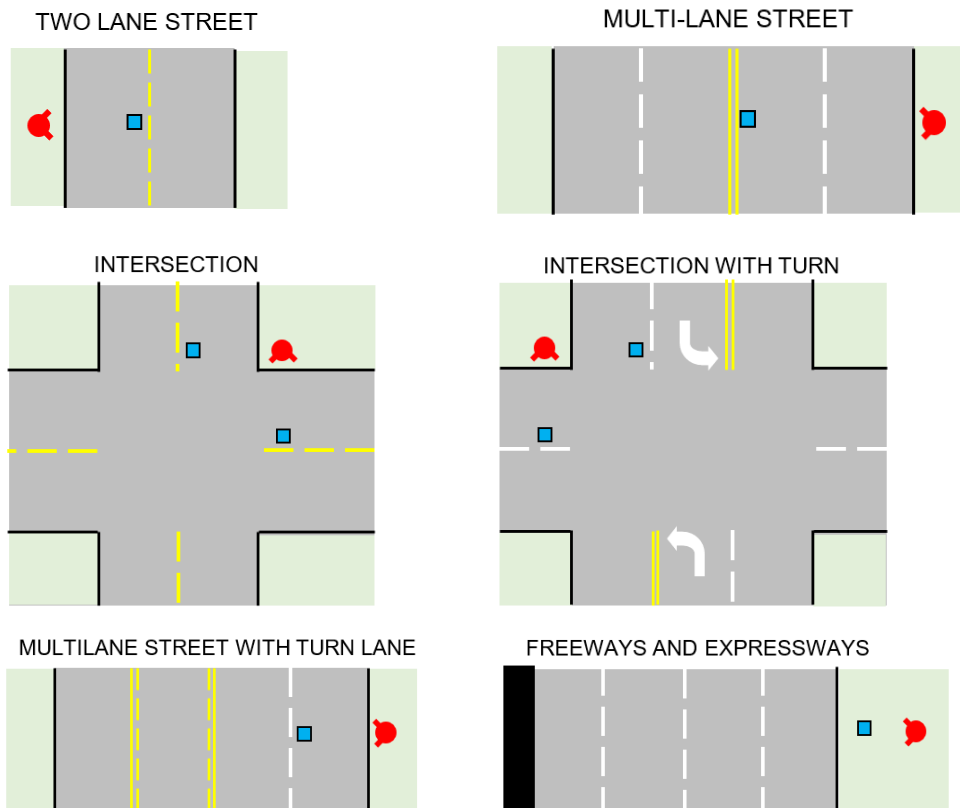 TWO LANE STREET
MULTI-LANE STREET
INTERSECTION
INTERSECTION WITH TURN
MULTILANE STREET WITH TURN LANE
FREEWAYS AND EXPRESSWAYS